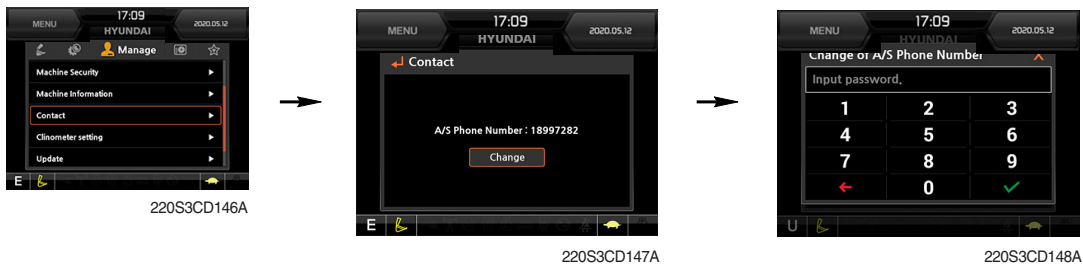 MENU
17:09
HYUNDAI
2020.05.12
Manage
Machine Security
Machine Information
Contact
Clinometer setting
Update
E
220S3CD146A
MENU
17:09
HYUNDAI
2020.05.12
Contact
A/S Phone Number : 18997282
Change
E
220S3CD147A
MENU
17:09
HYUNDAI
2020.05.12
Change of A/S Phone Number X
Input password.
1 2 3
4 5 6
7 8 9
0
U
220S3CD148A